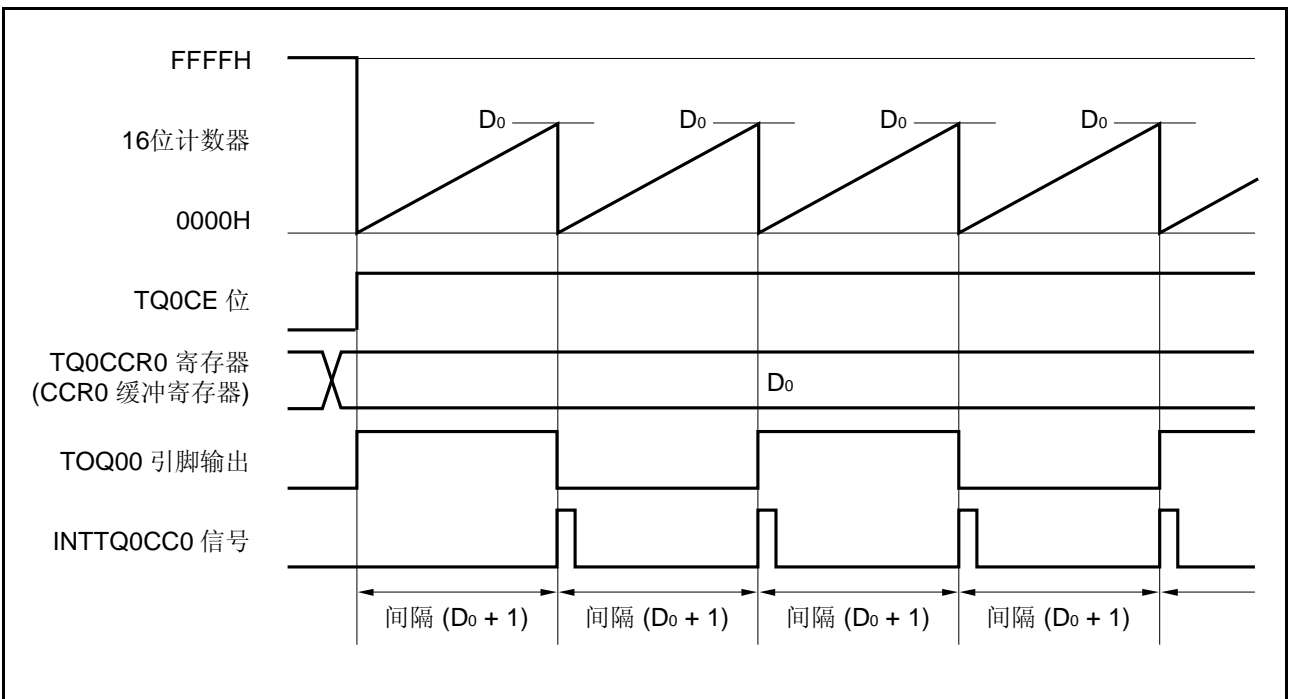 FFFFH
16位计数器
0000H
D0 D0 D0 D0
TQ0CE 位
TQ0CCR0 寄存器
(CCR0 缓冲寄存器)
D0
TOQ00 引脚输出
INTTQ0CC0 信号
间隔 (D0 + 1) 间隔 (D0 + 1) 间隔 (D0 + 1) 间隔 (D0 + 1)